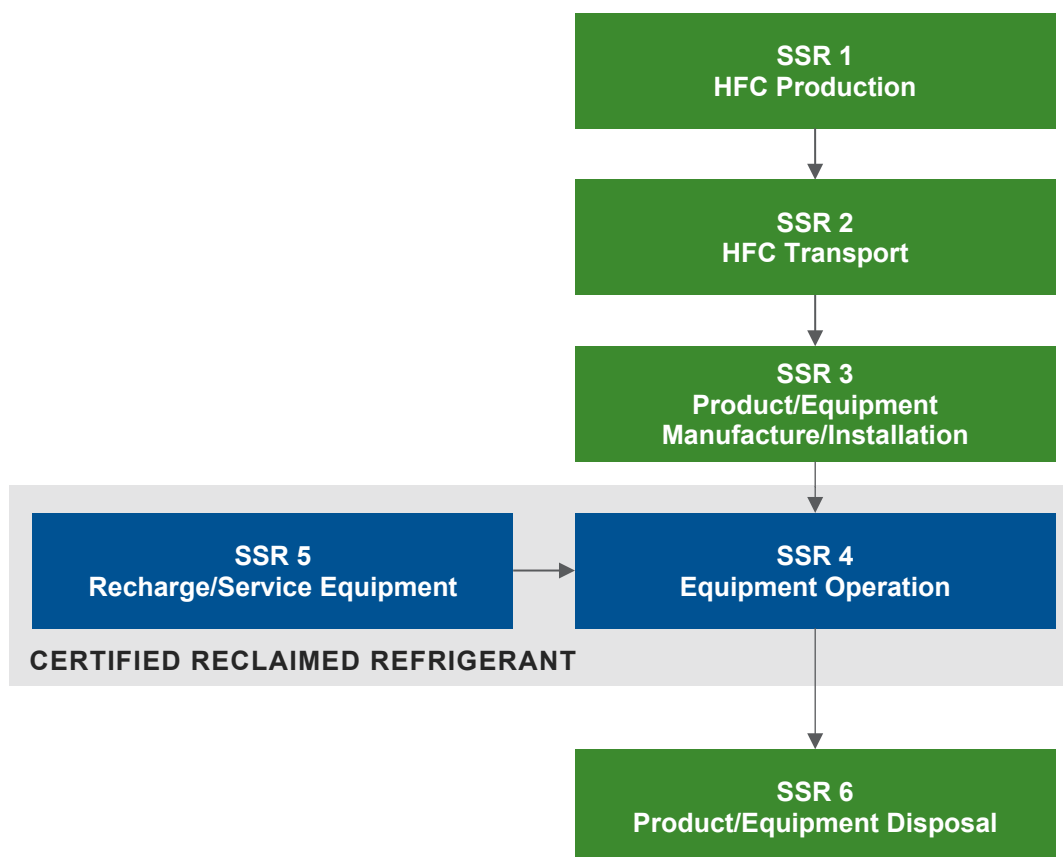 SSR 1
HFC Production
SSR 2
HFC Transport
SSR 3
Product/Equipment
Manufacture/Installation
SSR 5
Recharge/Service Equipment
SSR 4
Equipment Operation
CERTIFIED RECLAIMED REFRIGERANT
SSR 6
Product/Equipment Disposal